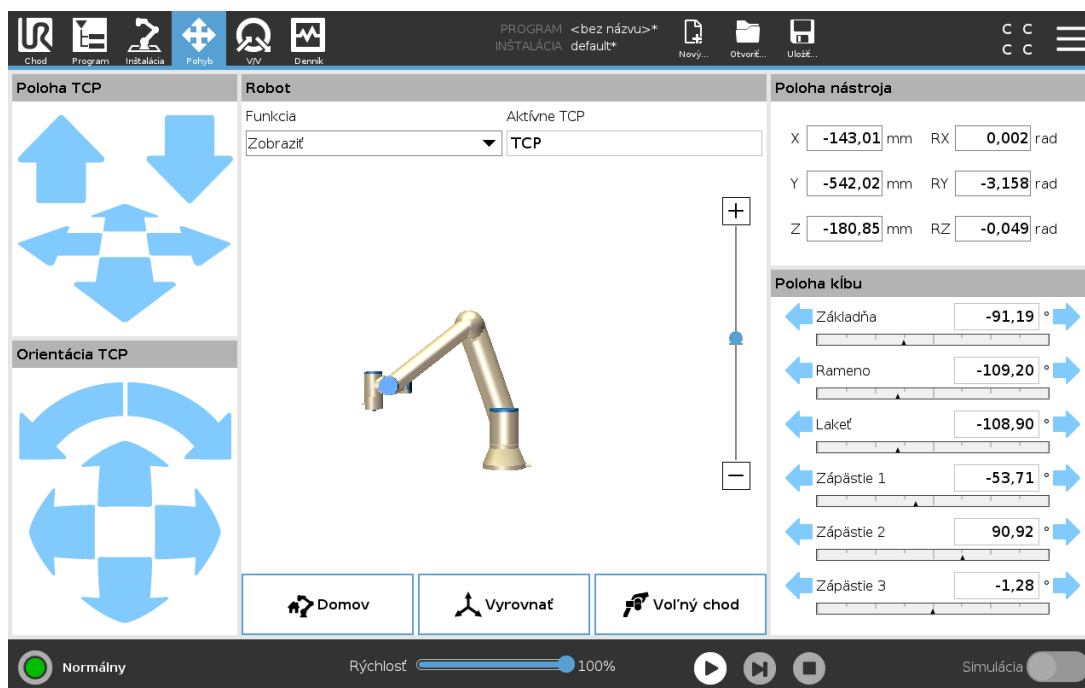 UR
PROGRAM <bez názvu>*
INŠTALÁCIA default*
C C
C C
Chod Program Inštalácia Pohyb V/V Denník Nový... Otvoriť... Uložiť...
Poloha TCP
Robot
Poloha nástroja
Funkcia
Aktívne TCP
Zobraziť
TCP
X -143,01 mm RX 0,002 rad
Y -542,02 mm RY -3,158 rad
Z -180,85 mm RZ -0,049 rad
Poloha kĺbu
Základňa -91,19 °
Rameno -109,20 °
Lakeť -108,90 °
Zápästie 1 -53,71 °
Zápästie 2 90,92 °
Zápästie 3 -1,28 °
Orientácia TCP
Domov
Vyrovnať
Voľný chod
Normálny
Rýchlosť 100%
Simulácia